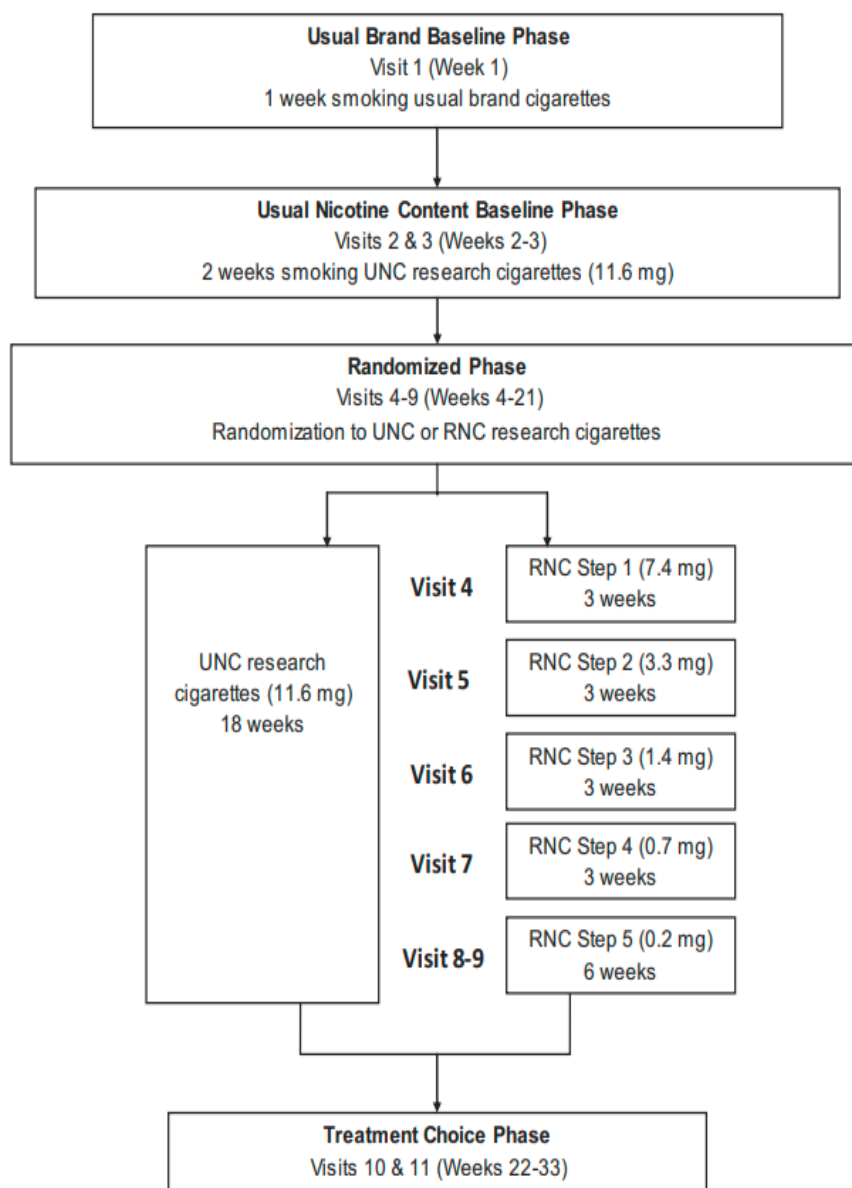 Usual Brand Baseline Phase
Visit 1 (Week 1)
1 week smoking usual brand cigarettes
Usual Nicotine Content Baseline Phase
Visits 2 & 3 (Weeks 2-3)
2 weeks smoking UNC research cigarettes (11.6 mg)
Randomized Phase
Visits 4-9 (Weeks 4-21)
Randomization to UNC or RNC research cigarettes
UNC research
cigarettes (11.6 mg)
18 weeks
Visit 4
RNC Step 1 (7.4 mg)
3 weeks
Visit 5
RNC Step 2 (3.3 mg)
3 weeks
Visit 6
RNC Step 3 (1.4 mg)
3 weeks
Visit 7
RNC Step 4 (0.7 mg)
3 weeks
Visit 8-9
RNC Step 5 (0.2 mg)
6 weeks
Treatment Choice Phase
Visits 10 & 11 (Weeks 22-33)